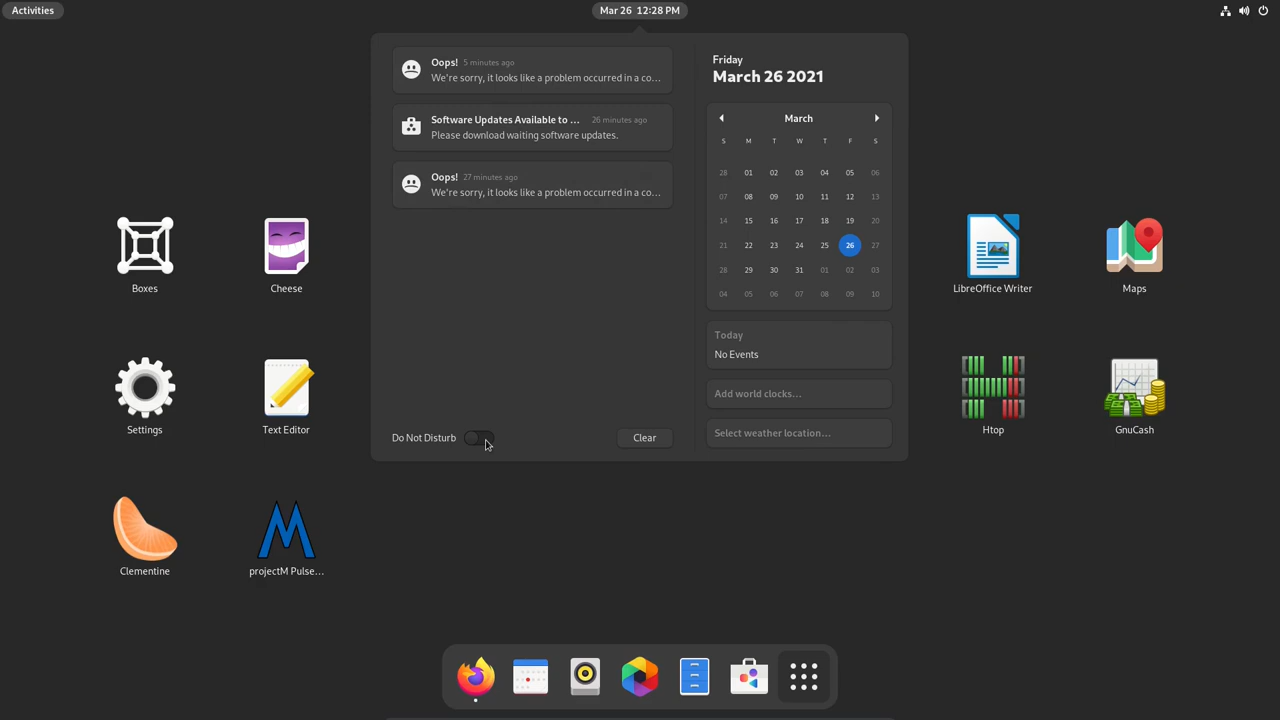 Activities
Mar 26 12:28 PM
Oops! 5 minutes ago
We're sorry, it looks like a problem occurred in a co...
Software Updates Available to ... 26 minutes ago
Please download waiting software updates.
Oops! 27 minutes ago
We're sorry, it looks like a problem occurred in a co...
Do Not Disturb
Clear
Friday
March 26 2021
March
S M T W T F S
28 01 02 03 04 05 06
07 08 09 10 11 12 13
14 15 16 17 18 19 20
21 22 23 24 25 26 27
28 29 30 31 01 02 03
04 05 06 07 08 09 10
Today
No Events
Add world clocks...
Select weather location...
Boxes
Cheese
LibreOffice Writer
Maps
Settings
Text Editor
Htop
GnuCash
Clementine
projectM Pulse...